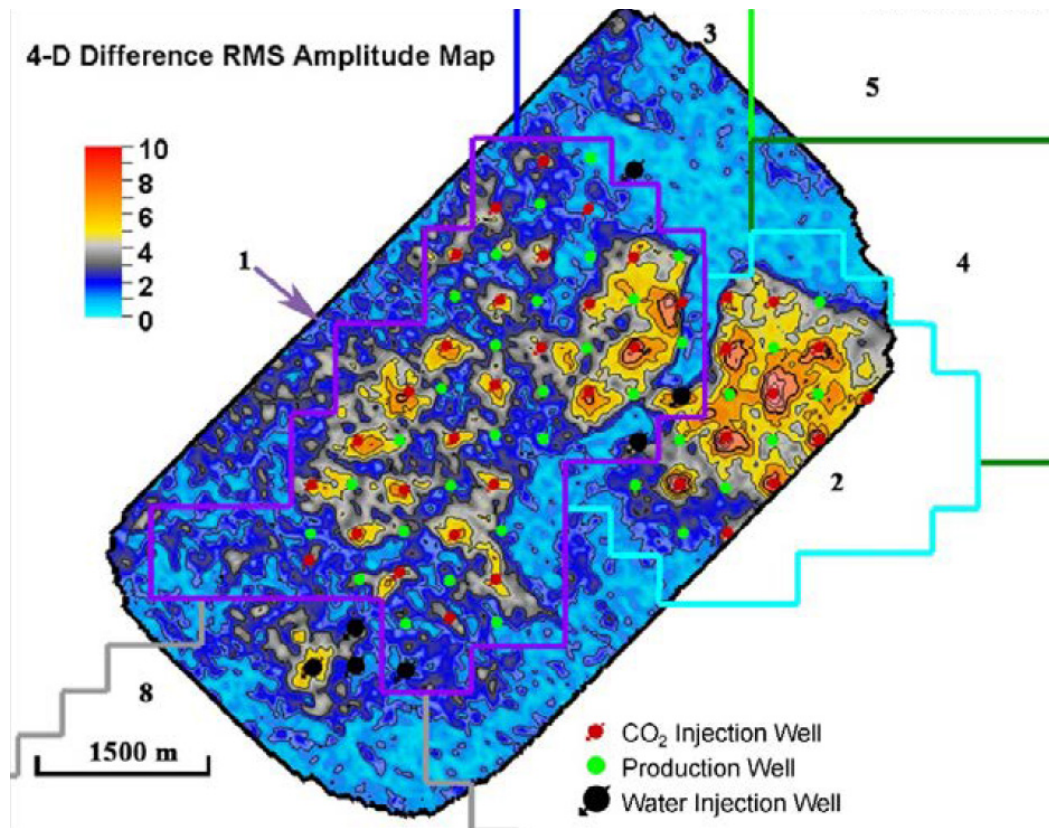 3
4-D Difference RMS Amplitude Map
5
10
8
6
4
2
0
1
4
2
8
1500 m
CO₂ Injection Well
Production Well
Water Injection Well